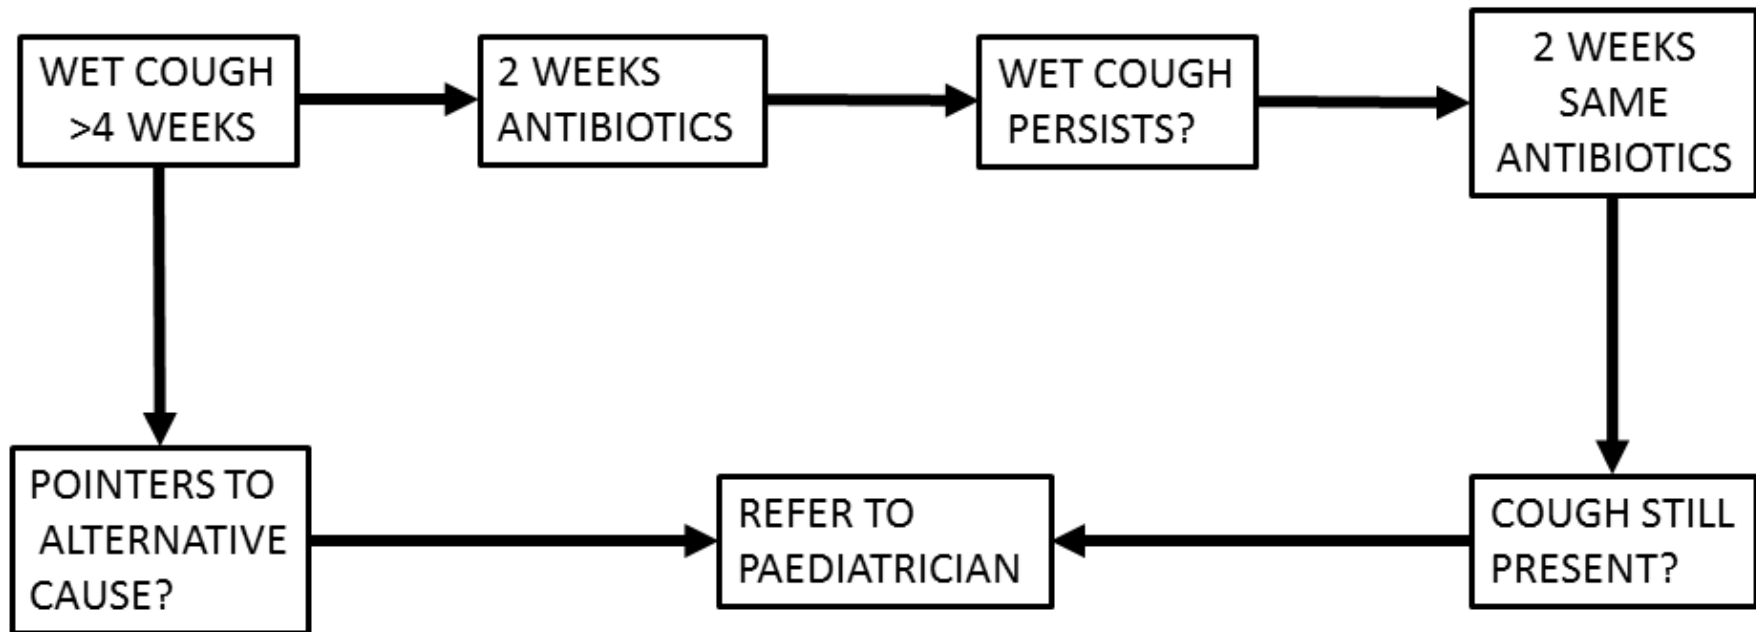 WET COUGH
>4 WEEKS
2 WEEKS
ANTIBIOTICS
WET COUGH
PERSISTS?
2 WEEKS
SAME
ANTIBIOTICS
POINTERS TO
ALTERNATIVE
CAUSE?
REFER TO
PAEDIATRICIAN
COUGH STILL
PRESENT?